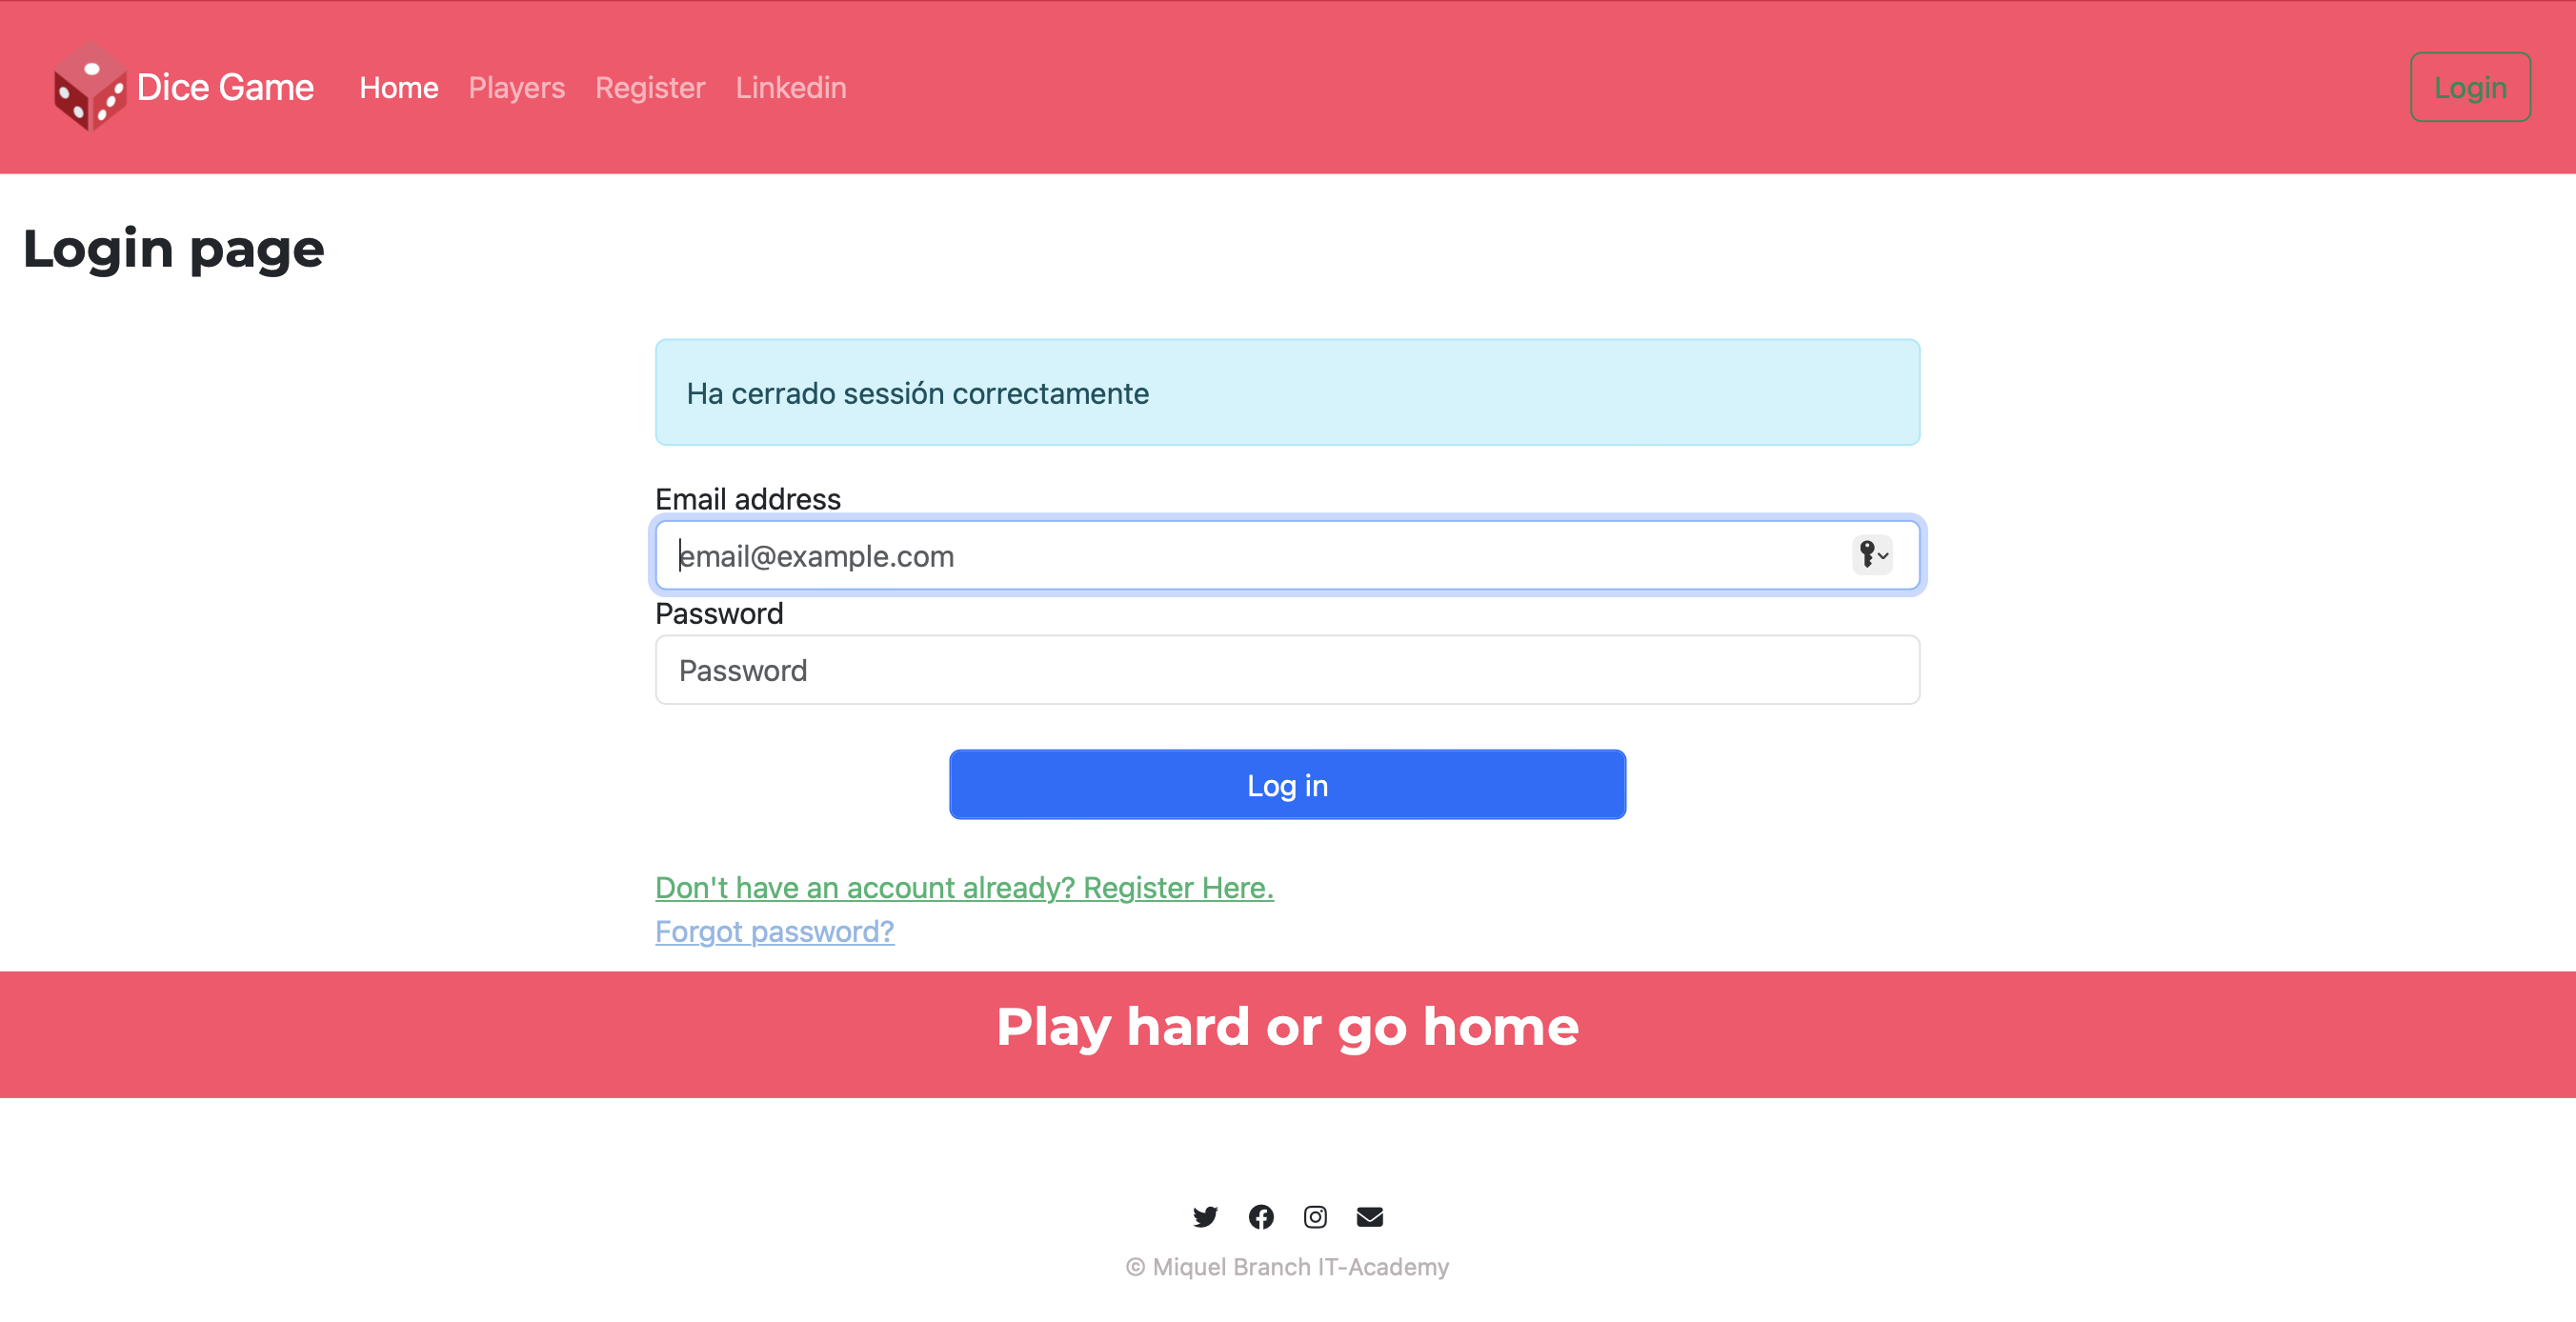 Dice Game Home Players Register Linkedin Login
Login page
Ha cerrado sessión correctamente
Email address
email@example.com
Password
Password
Log in
Don't have an account already? Register Here.
Forgot password?
Play hard or go home
© Miquel Branch IT-Academy